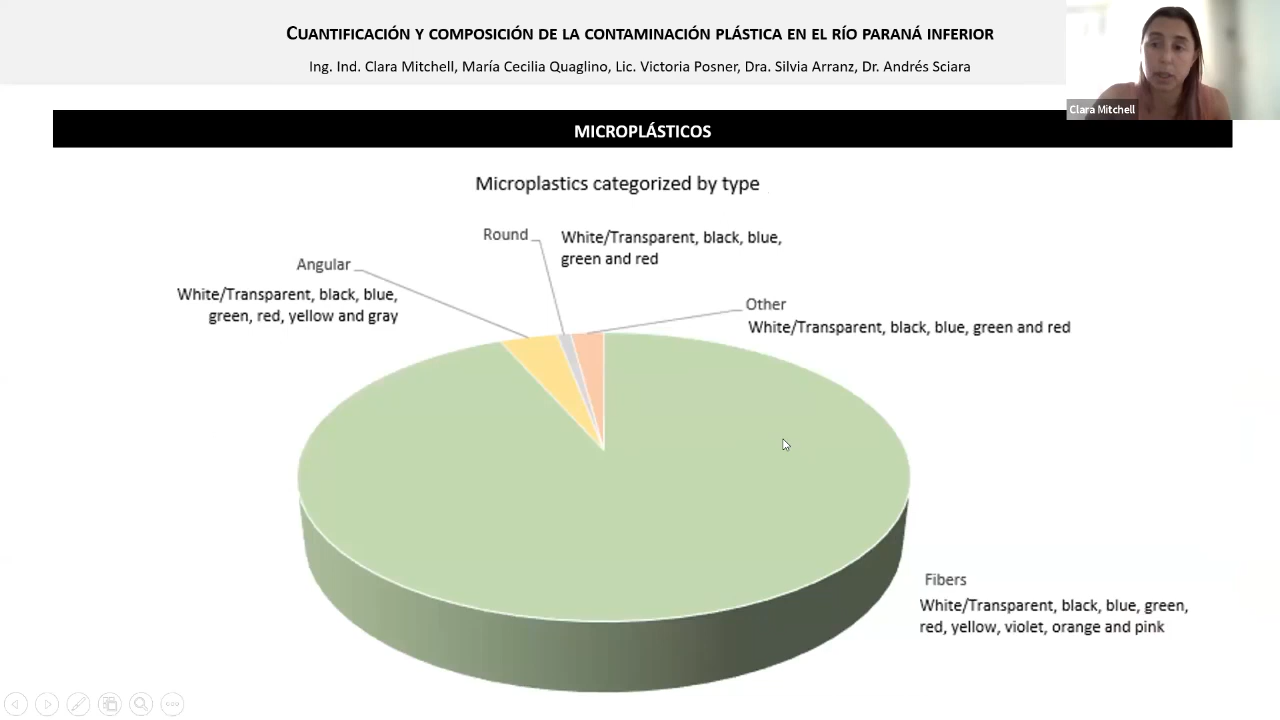 CUANTIFICACIÓN Y COMPOSICIÓN DE LA CONTAMINACIÓN PLÁSTICA EN EL RÍO PARANÁ INFERIOR
Ing. Ind. Clara Mitchell, María Cecilia Quaglino, Lic. Victoria Posner, Dra. Silvia Arranz, Dr. Andrés Sciara
Clara Mitchell
MICROPLÁSTICOS
Microplastics categorized by type
Round
White/Transparent, black, blue,
green and red
Angular
White/Transparent, black, blue,
green, red, yellow and gray
Other
White/Transparent, black, blue, green and red
Fibers
White/Transparent, black, blue, green,
red, yellow, violet, orange and pink